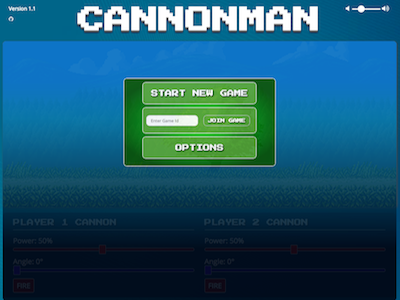 Version 1.1
CANNONMAN
START NEW GAME
Enter Game Id
JOIN GAME
OPTIONS
PLAYER 1 CANNON
PLAYER 2 CANNON
Power: 50%
Power: 50%
Angle: 0°
Angle: 0°
FIRE
FIRE